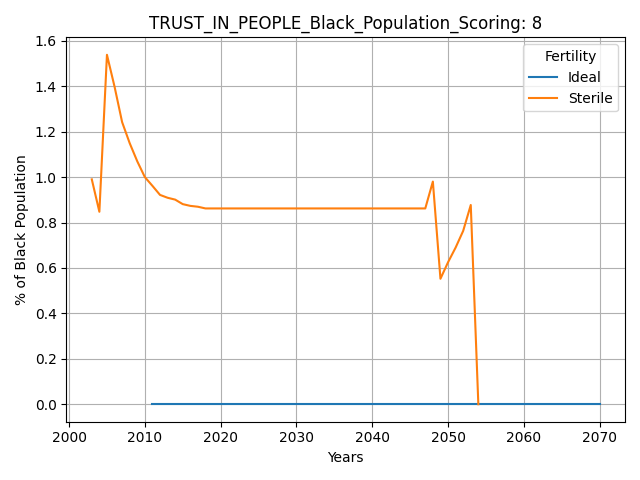 TRUST_IN_PEOPLE_Black_Population_Scoring: 8
Fertility
Ideal
Sterile
% of Black Population
1.6
1.4
1.2
1.0
0.8
0.6
0.4
0.2
0.0
2000 2010 2020 2030 2040 2050 2060 2070
Years